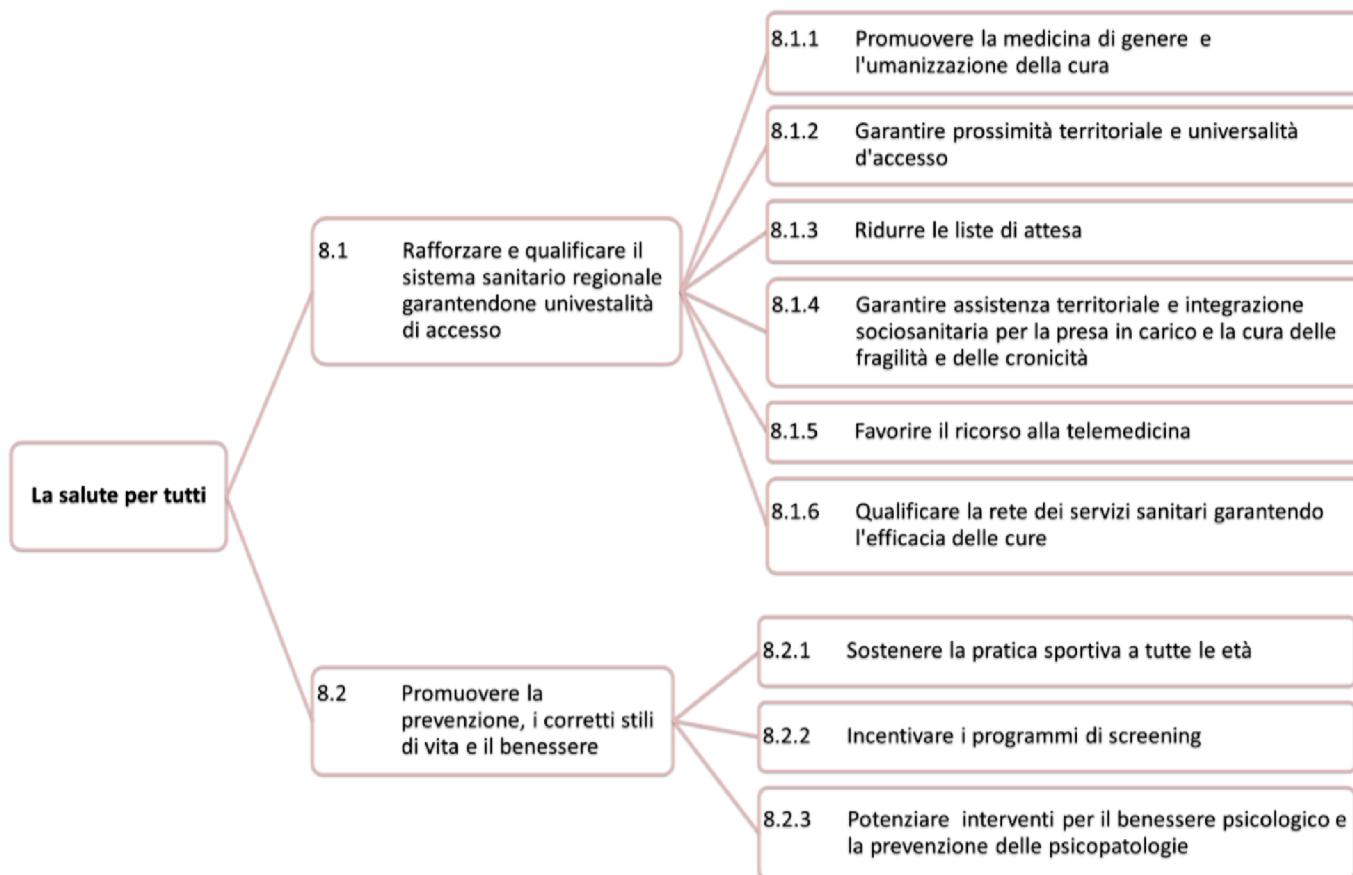 La salute per tutti
8.1 Rafforzare e qualificare il
sistema sanitario regionale
garantendone univestalità
di accesso
8.1.1 Promuovere la medicina di genere e
l'umanizzazione della cura
8.1.2 Garantire prossimità territoriale e universalità
d'accesso
8.1.3 Ridurre le liste di attesa
8.1.4 Garantire assistenza territoriale e integrazione
sociosanitaria per la presa in carico e la cura delle
fragilità e delle cronicità
8.1.5 Favorire il ricorso alla telemedicina
8.1.6 Qualificare la rete dei servizi sanitari garantendo
l'efficacia delle cure
8.2 Promuovere la
prevenzione, i corretti stili
di vita e il benessere
8.2.1 Sostenere la pratica sportiva a tutte le età
8.2.2 Incentivare i programmi di screening
8.2.3 Potenziare interventi per il benessere psicologico e
la prevenzione delle psicopatologie